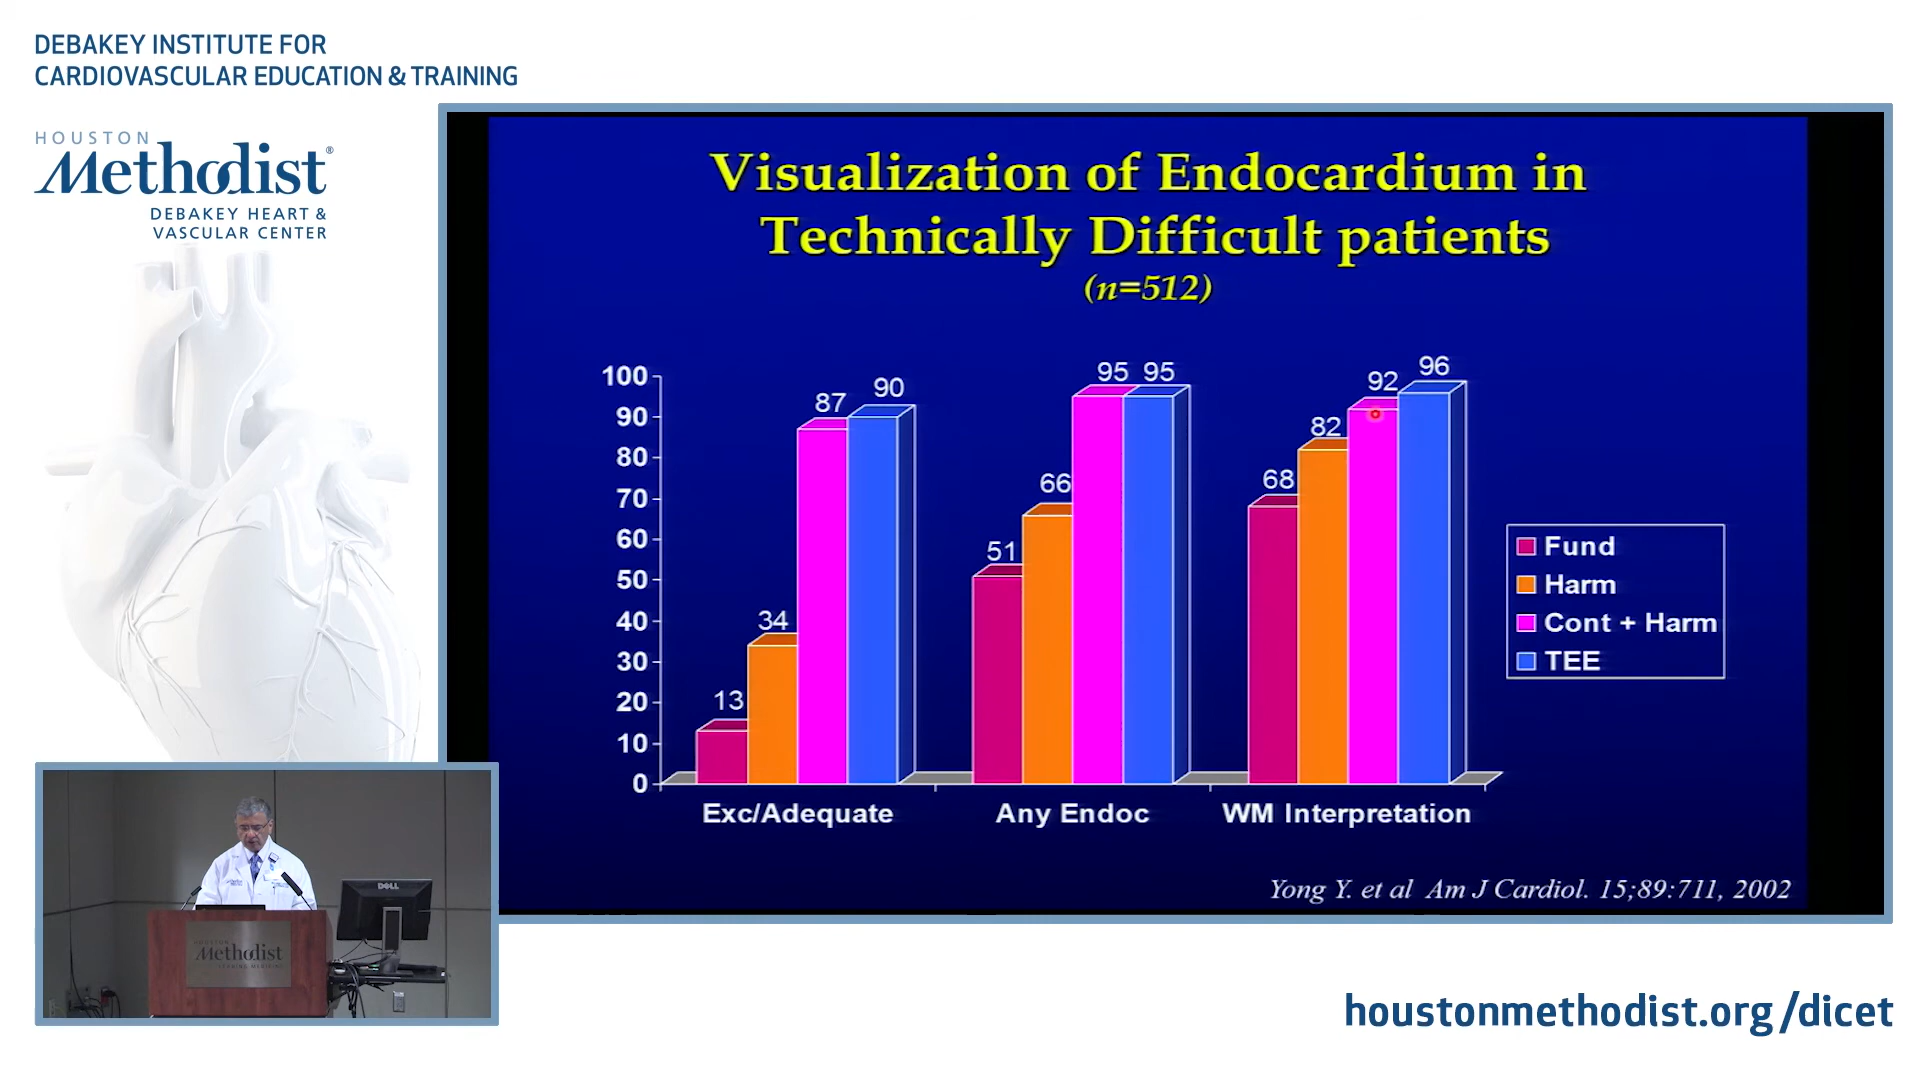 DEBAKEY INSTITUTE FOR
CARDIOVASCULAR EDUCATION & TRAINING
HOUSTON
Methodist®
DEBAKEY HEART &
VASCULAR CENTER
Visualization of Endocardium in
Technically Difficult patients
(n=512)
100
90
80
70
60
50
40
30
20
10
0
13
34
87
90
51
66
95
95
68
82
92
96
Exc/Adequate
Any Endoc
WM Interpretation
Fund
Harm
Cont + Harm
TEE
Yong Y. et al Am J Cardiol. 15;89:711, 2002
DELL
HOUSTON
Methodist
LEADING MEDICINE
houstonmethodist.org/dicet